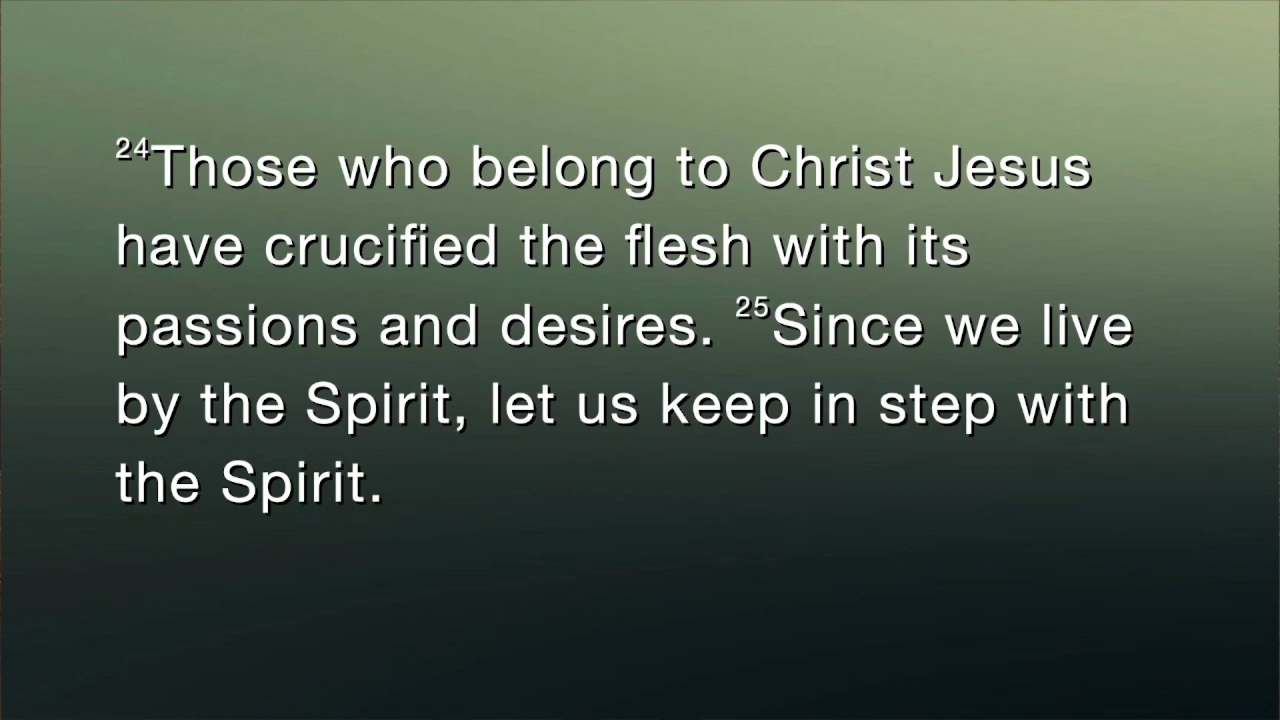 24Those who belong to Christ Jesus
have crucified the flesh with its
passions and desires. 25Since we live
by the Spirit, let us keep in step with
the Spirit.